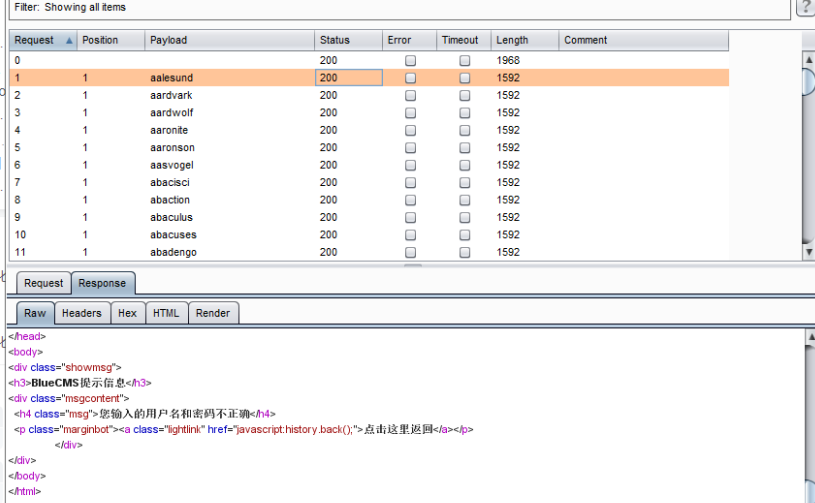 Filter: Showing all items
?
Request Position Payload Status Error Timeout Length Comment
0 200 1968
1 1 aalesund 200 1592
2 1 aardvark 200 1592
3 1 aardwolf 200 1592
4 1 aaronite 200 1592
5 1 aaronson 200 1592
6 1 aasvogel 200 1592
7 1 abacisci 200 1592
8 1 abaction 200 1592
9 1 abaculus 200 1592
10 1 abacuses 200 1592
11 1 abadengo 200 1592
Request Response
Raw Headers Hex HTML Render
</head>
<body>
<div class="showmsg">
<h3>BlueCMS提示信息</h3>
<div class="msgcontent">
<h4 class="msg">您输入的用户名和密码不正确</h4>
<p class="marginbot"><a class="lightlink" href="javascript:history.back();">点击这里返回</a></p>
</div>
</div>
</body>
</html>